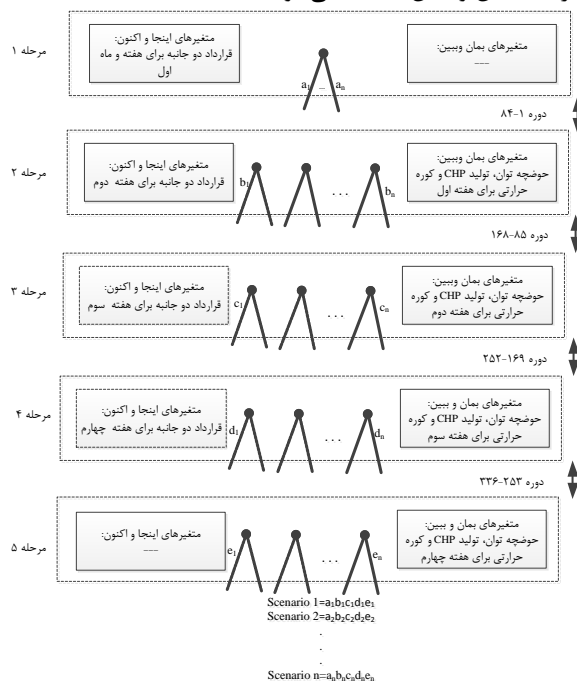 مرحله ۱
متغیرهای اینجا و اکنون:
قرارداد دو جانبه برای هفته و ماه
اول
a₁ ... aₙ
متغیرهای بمان وببین:
---
دوره ۱-۸۴
مرحله ۲
متغیرهای اینجا و اکنون:
قرارداد دو جانبه برای هفته دوم
b₁ . . . bₙ
متغیرهای بمان وببین:
حوضچه توان، تولید CHP و کوره
حرارتی برای هفته اول
دوره ۸۵-۱۶۸
مرحله ۳
متغیرهای اینجا و اکنون:
قرارداد دو جانبه برای هفته سوم
c₁ . . . cₙ
متغیرهای بمان وببین:
حوضچه توان، تولید CHP و کوره
حرارتی برای هفته دوم
دوره ۱۶۹-۲۵۲
مرحله ۴
متغیرهای اینجا و اکنون:
قرارداد دو جانبه برای هفته چهارم
d₁ . . . dₙ
متغیرهای بمان و ببین:
حوضچه توان، تولید CHP و کوره
حرارتی برای هفته سوم
دوره ۲۵۳-۳۳۶
مرحله ۵
متغیرهای اینجا و اکنون:
---
e₁ . . . eₙ
متغیرهای بمان و ببین:
حوضچه توان، تولید CHP و کوره
حرارتی برای هفته چهارم
Scenario 1=a₁b₁c₁d₁e₁
Scenario 2=a₂b₂c₂d₂e₂
.
.
.
Scenario n=aₙbₙcₙdₙeₙ